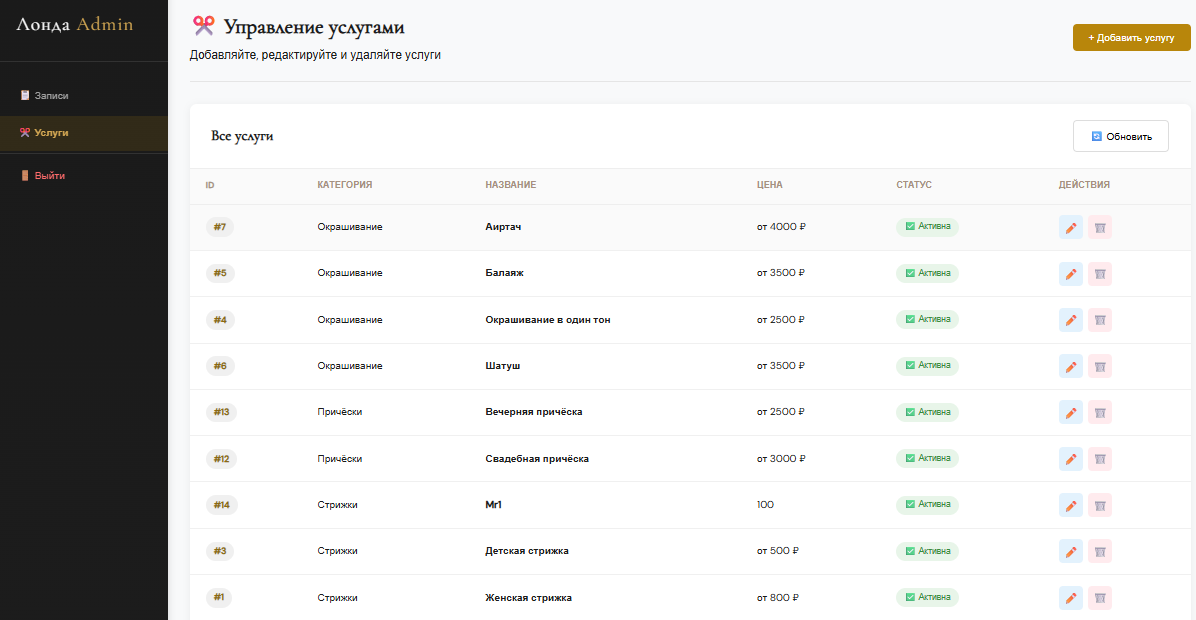 Лонда Admin
Управление услугами
Добавляйте, редактируйте и удаляйте услуги
+ Добавить услугу
Записи
Услуги
Выйти
Все услуги
Обновить
ID КАТЕГОРИЯ НАЗВАНИЕ ЦЕНА СТАТУС ДЕЙСТВИЯ
#7 Окрашивание Аиртач от 4000 ₽ Активна
#5 Окрашивание Балаяж от 3500 ₽ Активна
#4 Окрашивание Окрашивание в один тон от 2500 ₽ Активна
#6 Окрашивание Шатуш от 3500 ₽ Активна
#13 Причёски Вечерняя причёска от 2500 ₽ Активна
#12 Причёски Свадебная причёска от 3000 ₽ Активна
#14 Стрижки Mr1 100 Активна
#3 Стрижки Детская стрижка от 500 ₽ Активна
#1 Стрижки Женская стрижка от 800 ₽ Активна